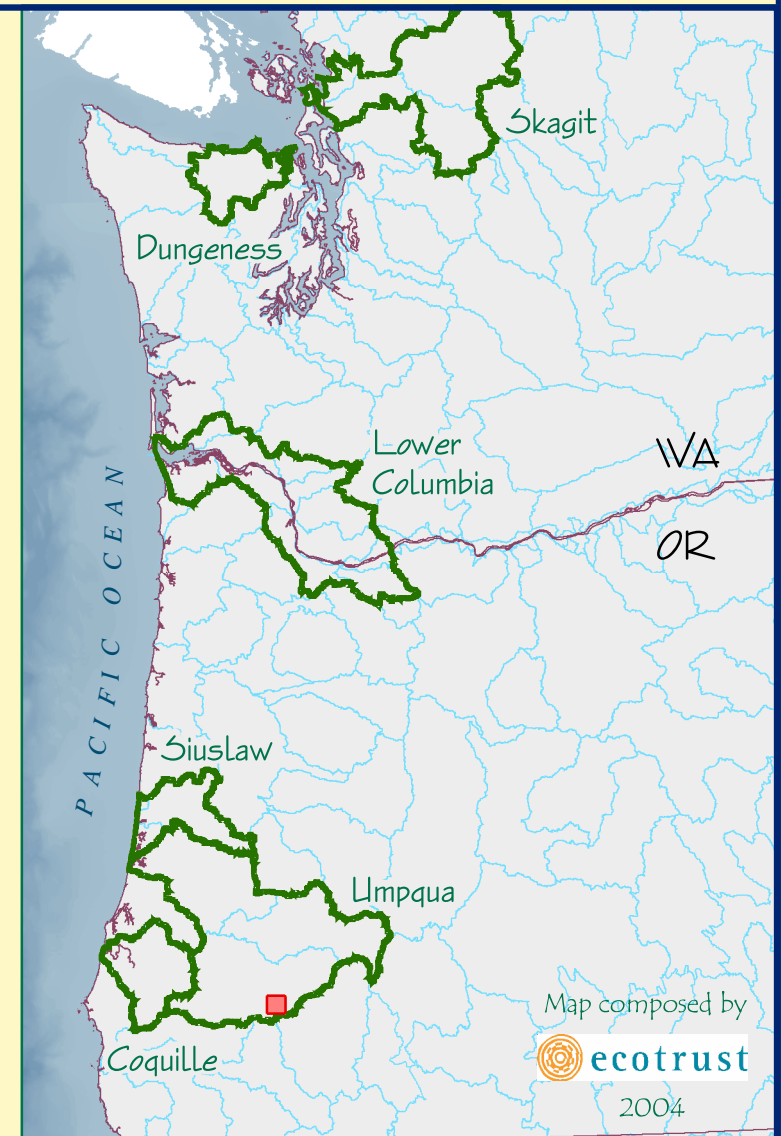 Skagit
Dungeness
Lower
Columbia
WA
OR
PACIFIC OCEAN
Siuslaw
Umpqua
Coquille
Map composed by
ecotrust
2004